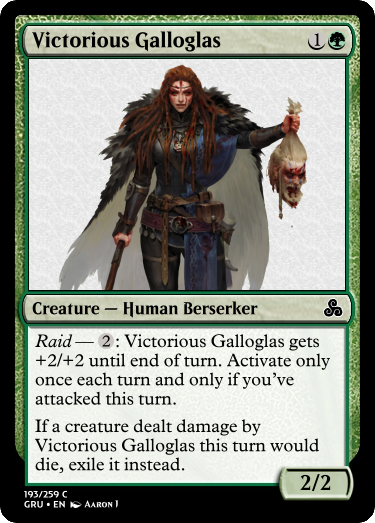 Victorious Galloglas 1
Creature — Human Berserker
Raid — 2: Victorious Galloglas gets
+2/+2 until end of turn. Activate only
once each turn and only if you've
attacked this turn.
If a creature dealt damage by
Victorious Galloglas this turn would
die, exile it instead.
2/2
193/259 C
GRU • EN Aaron J